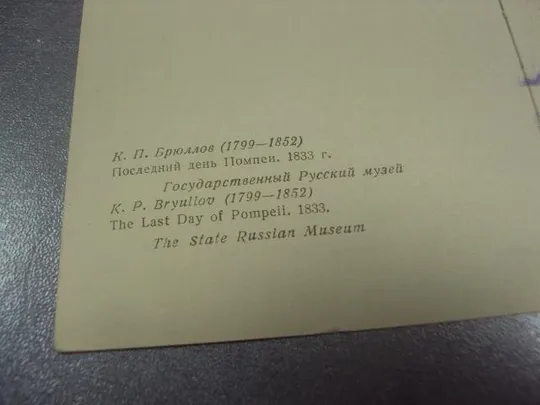 К. П. Брюллов (1799—1852)
Последний день Помпеи. 1833 г.
Государственный Русский музей
K. P. Bryullov (1799—1852)
The Last Day of Pompeii. 1833.
The State Russian Museum